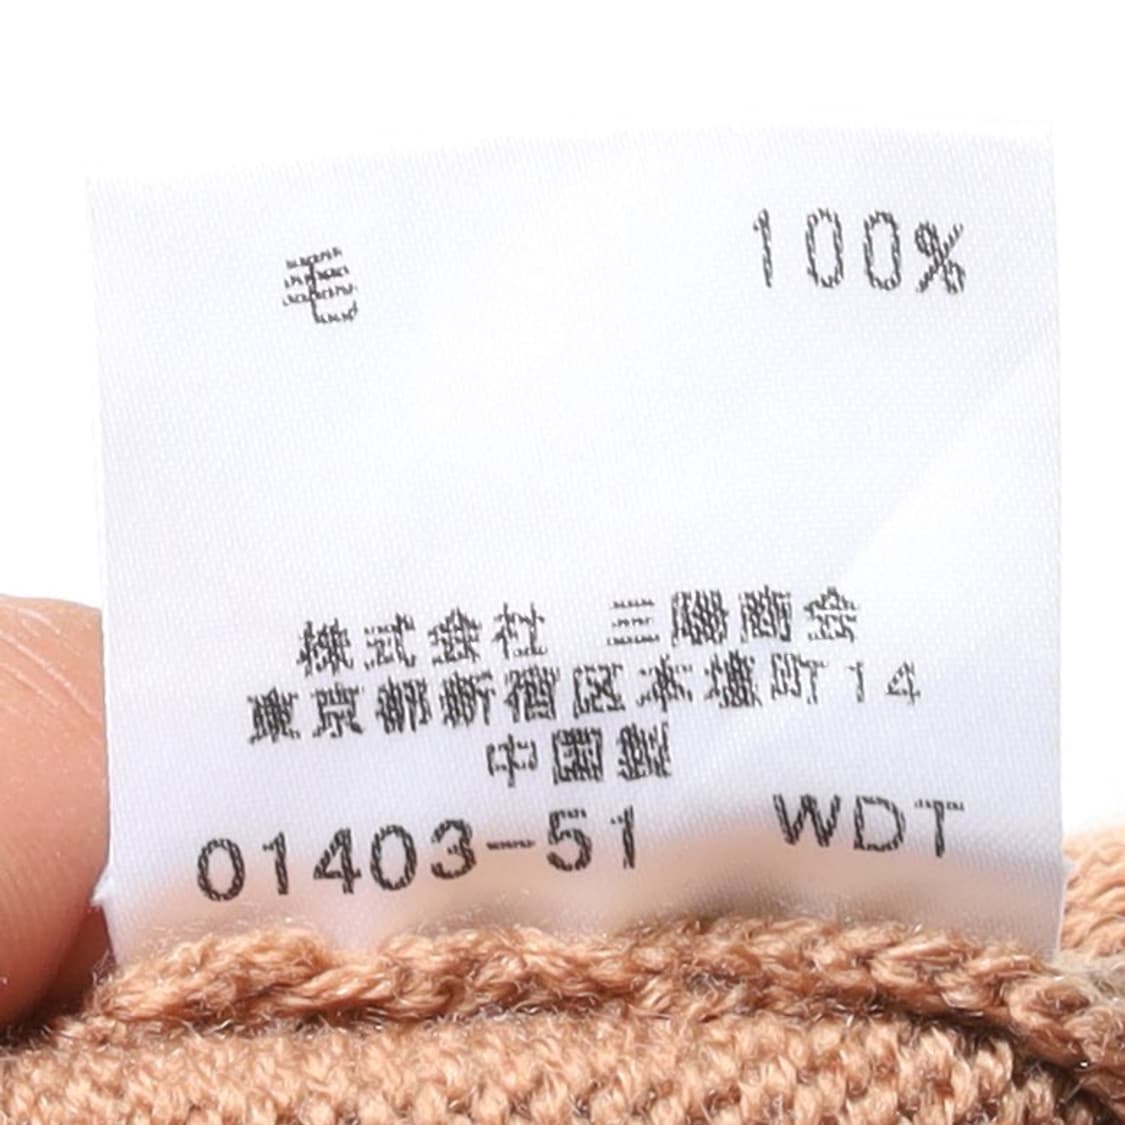 毛 100%
株式会社 三陽商会
東京都新宿区本塩町14
中国製
01403-51 WDT